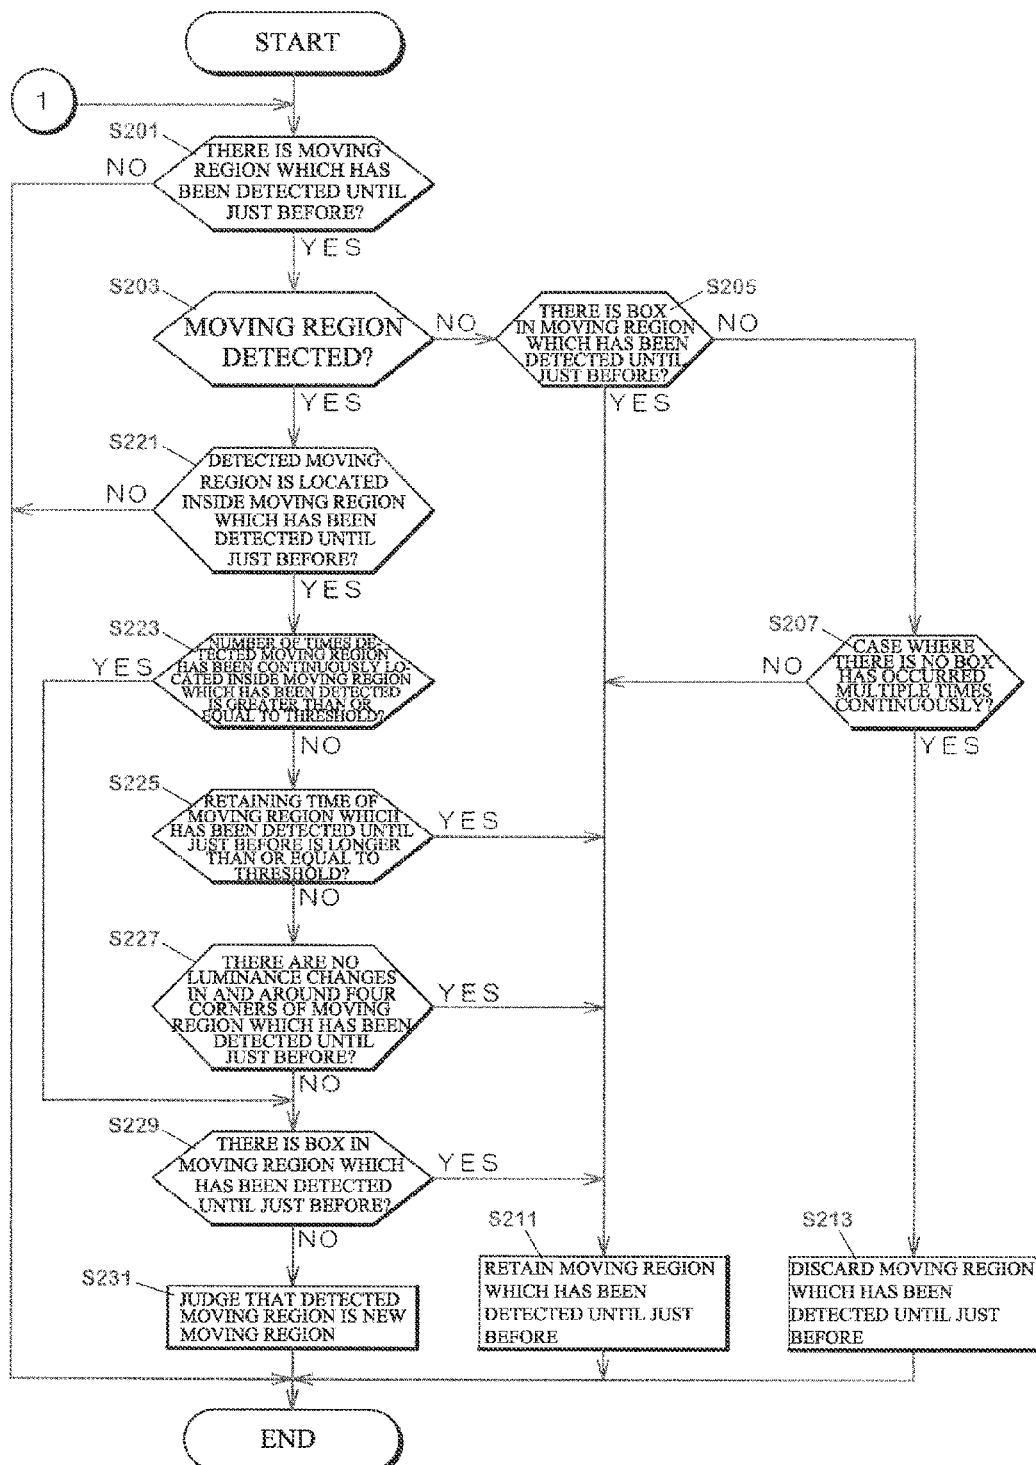 START
1
S201
THERE IS MOVING
REGION WHICH HAS
BEEN DETECTED UNTIL
JUST BEFORE?
NO
YES
S203
MOVING REGION
DETECTED?
NO
YES
S205
THERE IS BOX
IN MOVING REGION
WHICH HAS BEEN
DETECTED UNTIL
JUST BEFORE?
NO
YES
S221
DETECTED MOVING
REGION IS LOCATED
INSIDE MOVING REGION
WHICH HAS BEEN
DETECTED UNTIL
JUST BEFORE?
NO
YES
S223
NUMBER OF TIMES DE-
TECTED MOVING REGION
HAS BEEN CONTINUOUSLY LO-
CATED INSIDE MOVING REGION
WHICH HAS BEEN DETECTED
IS GREATER THAN OR
EQUAL TO THRESHOLD?
YES
NO
S207
CASE WHERE
THERE IS NO BOX
HAS OCCURRED
MULTIPLE TIMES
CONTINUOUSLY?
NO
YES
S225
RETAINING TIME OF
MOVING REGION WHICH
HAS BEEN DETECTED UNTIL
JUST BEFORE IS LONGER
THAN OR EQUAL TO
THRESHOLD?
YES
NO
S227
THERE ARE NO
LUMINANCE CHANGES
IN AND AROUND FOUR
CORNERS OF MOVING
REGION WHICH HAS BEEN
DETECTED UNTIL
JUST BEFORE?
YES
NO
S229
THERE IS BOX IN
MOVING REGION WHICH
HAS BEEN DETECTED
UNTIL JUST BEFORE?
YES
NO
S231
JUDGE THAT DETECTED
MOVING REGION IS NEW
MOVING REGION
S211
RETAIN MOVING REGION
WHICH HAS BEEN
DETECTED UNTIL JUST
BEFORE
S213
DISCARD MOVING REGION
WHICH HAS BEEN
DETECTED UNTIL JUST
BEFORE
END